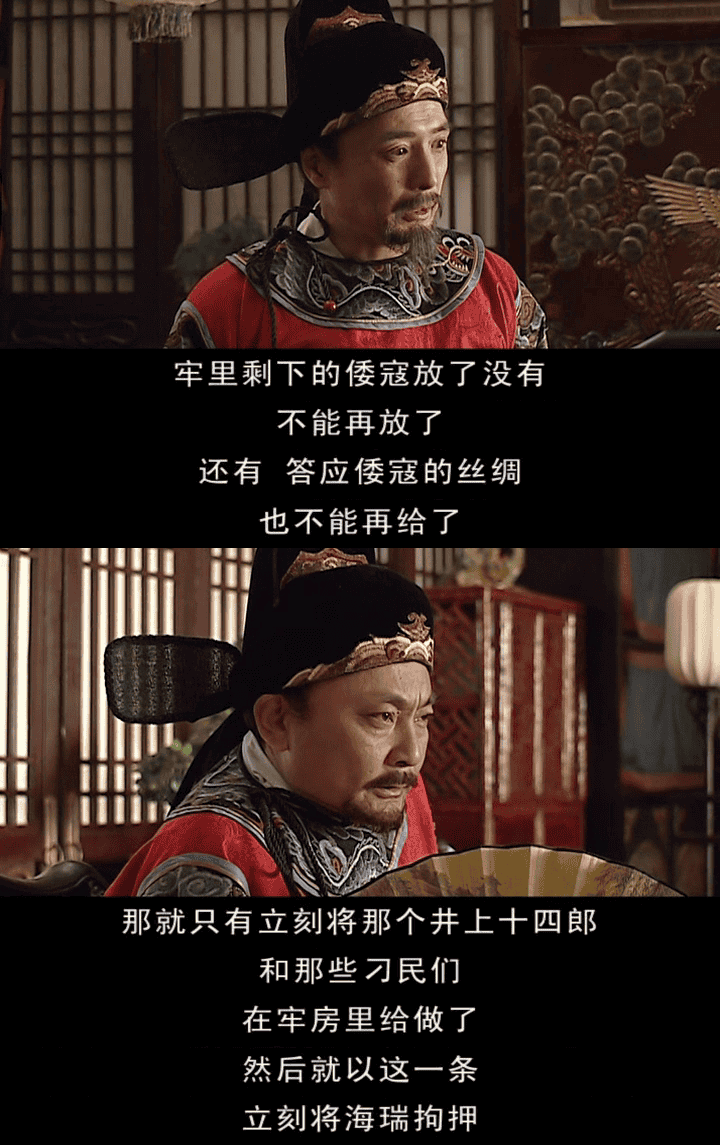 牢里剩下的倭寇放了没有
不能再放了
还有 答应倭寇的丝绸
也不能再给了
那就只有立刻将那个井上十四郎
和那些刁民们
在牢房里给做了
然后就以这一条
立刻将海瑞拘押